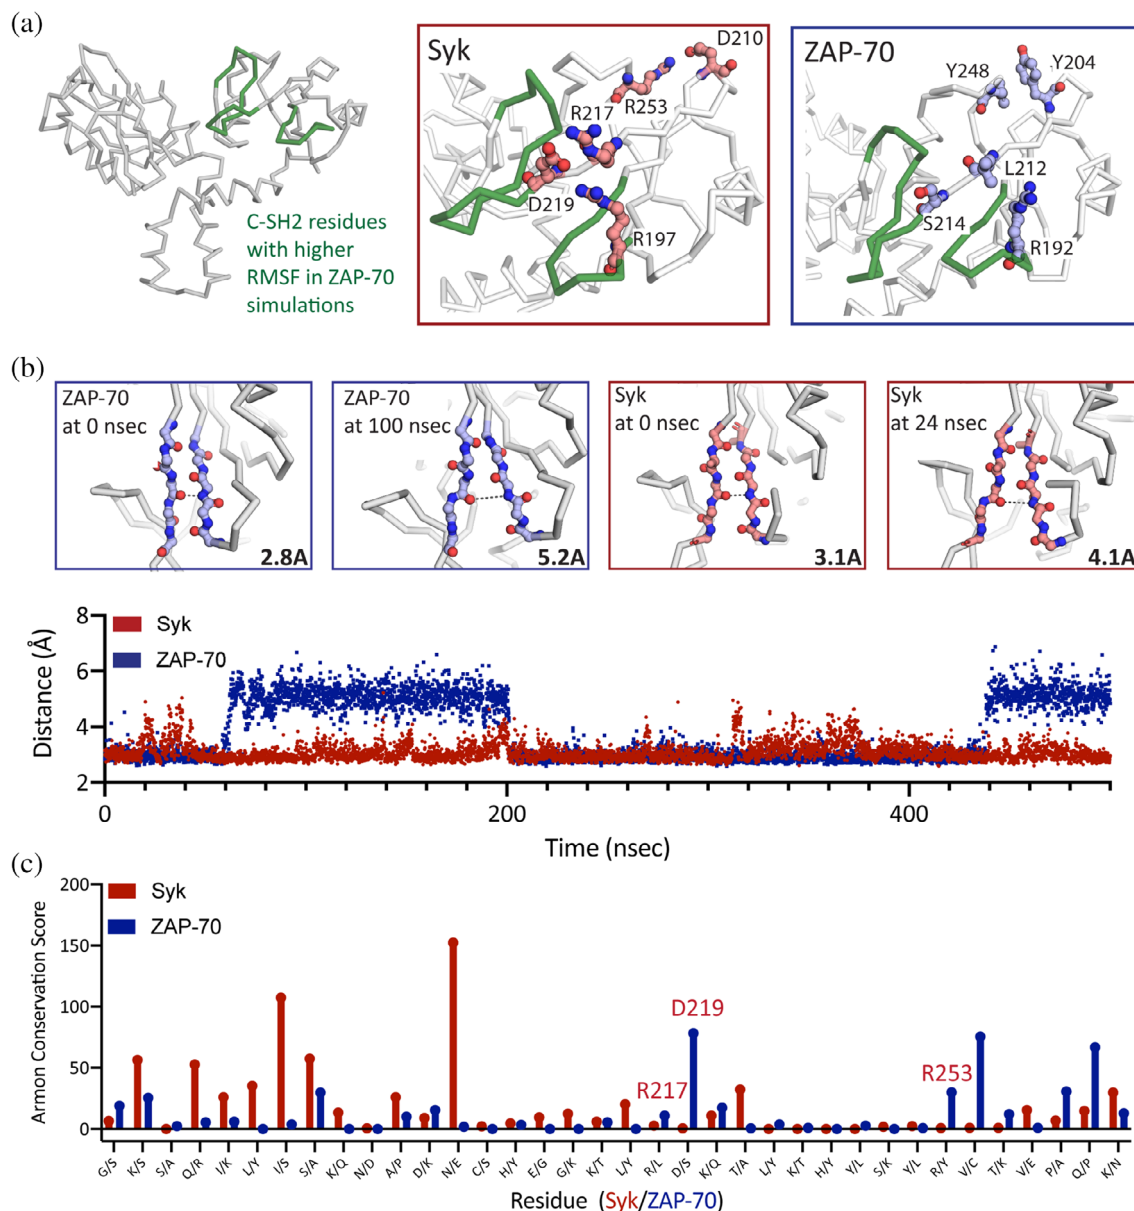 (a)
Syk
D210
R253
R217
D219
R197
ZAP-70
Y248
Y204
L212
S214
R192
C-SH2 residues
with higher
RMSF in ZAP-70
simulations
(b)
ZAP-70
at 0 nsec
2.8A
ZAP-70
at 100 nsec
5.2A
Syk
at 0 nsec
3.1A
Syk
at 24 nsec
4.1A
Distance (Å)
8
6
4
2
Syk
ZAP-70
0
200
400
Time (nsec)
(c)
Armon Conservation Score
200
150
100
50
0
Syk
ZAP-70
D219
R217
R253
G/S
K/S
S/A
Q/R
I/K
L/Y
I/S
S/A
K/Q
N/D
A/P
D/K
N/E
C/S
H/Y
E/G
G/K
K/T
L/Y
R/L
D/S
K/Q
T/A
L/Y
K/T
H/Y
Y/L
S/K
Y/L
R/Y
V/C
T/K
V/E
P/A
Q/P
K/N
Residue (Syk/ZAP-70)